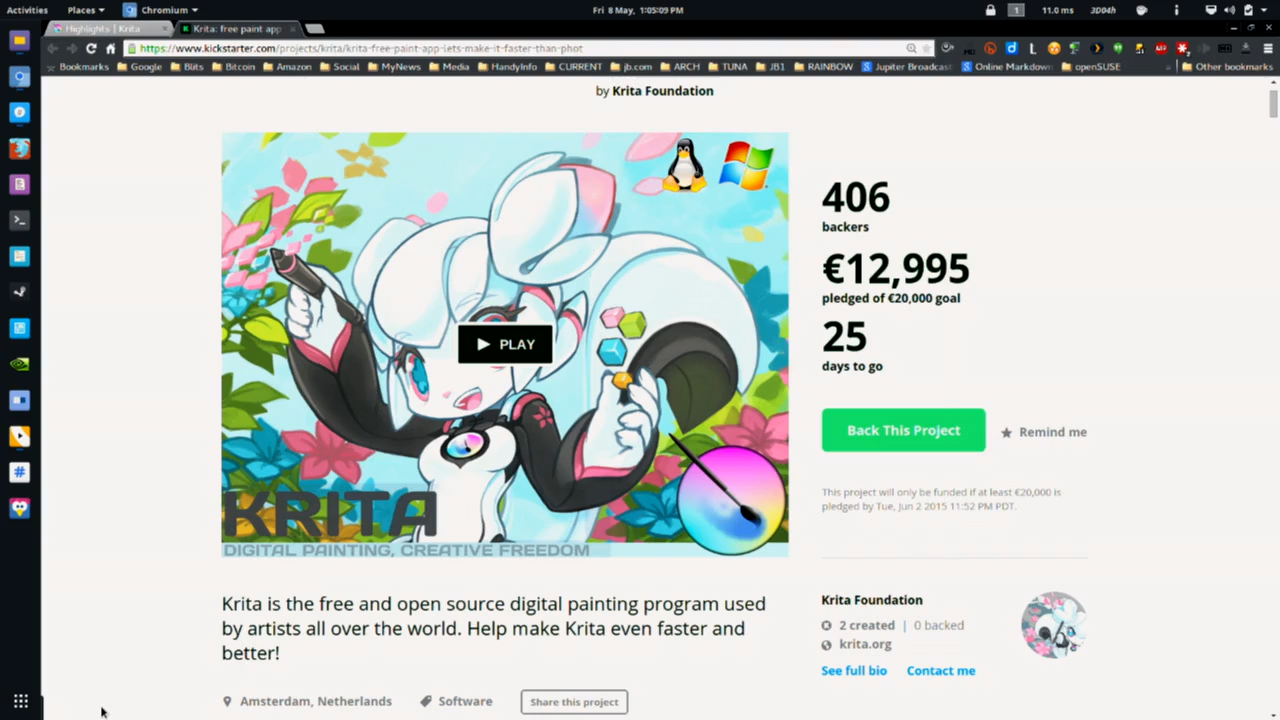 Activities Places Chromium Fri 8 May, 1:05:09 PM 1 11.0 ms JD04h
Highlights | Krita Krita: free paint app
https://www.kickstarter.com/projects/krita/krita-free-paint-app-lets-make-it-faster-than-phot
Bookmarks Google Blits Bitcoin Amazon Social MyNews Media HandyInfo CURRENT jb.com ARCH TUNA JB1 RAINBOW Jupiter Broadcast Online Markdown openSUSE » Other bookmarks
by Krita Foundation
PLAY
KRITA
DIGITAL PAINTING, CREATIVE FREEDOM
406
backers
€12,995
pledged of €20,000 goal
25
days to go
Back This Project Remind me
This project will only be funded if at least €20,000 is
pledged by Tue, Jun 2 2015 11:52 PM PDT.
Krita is the free and open source digital painting program used
by artists all over the world. Help make Krita even faster and
better!
Amsterdam, Netherlands Software Share this project
Krita Foundation
2 created | 0 backed
krita.org
See full bio Contact me